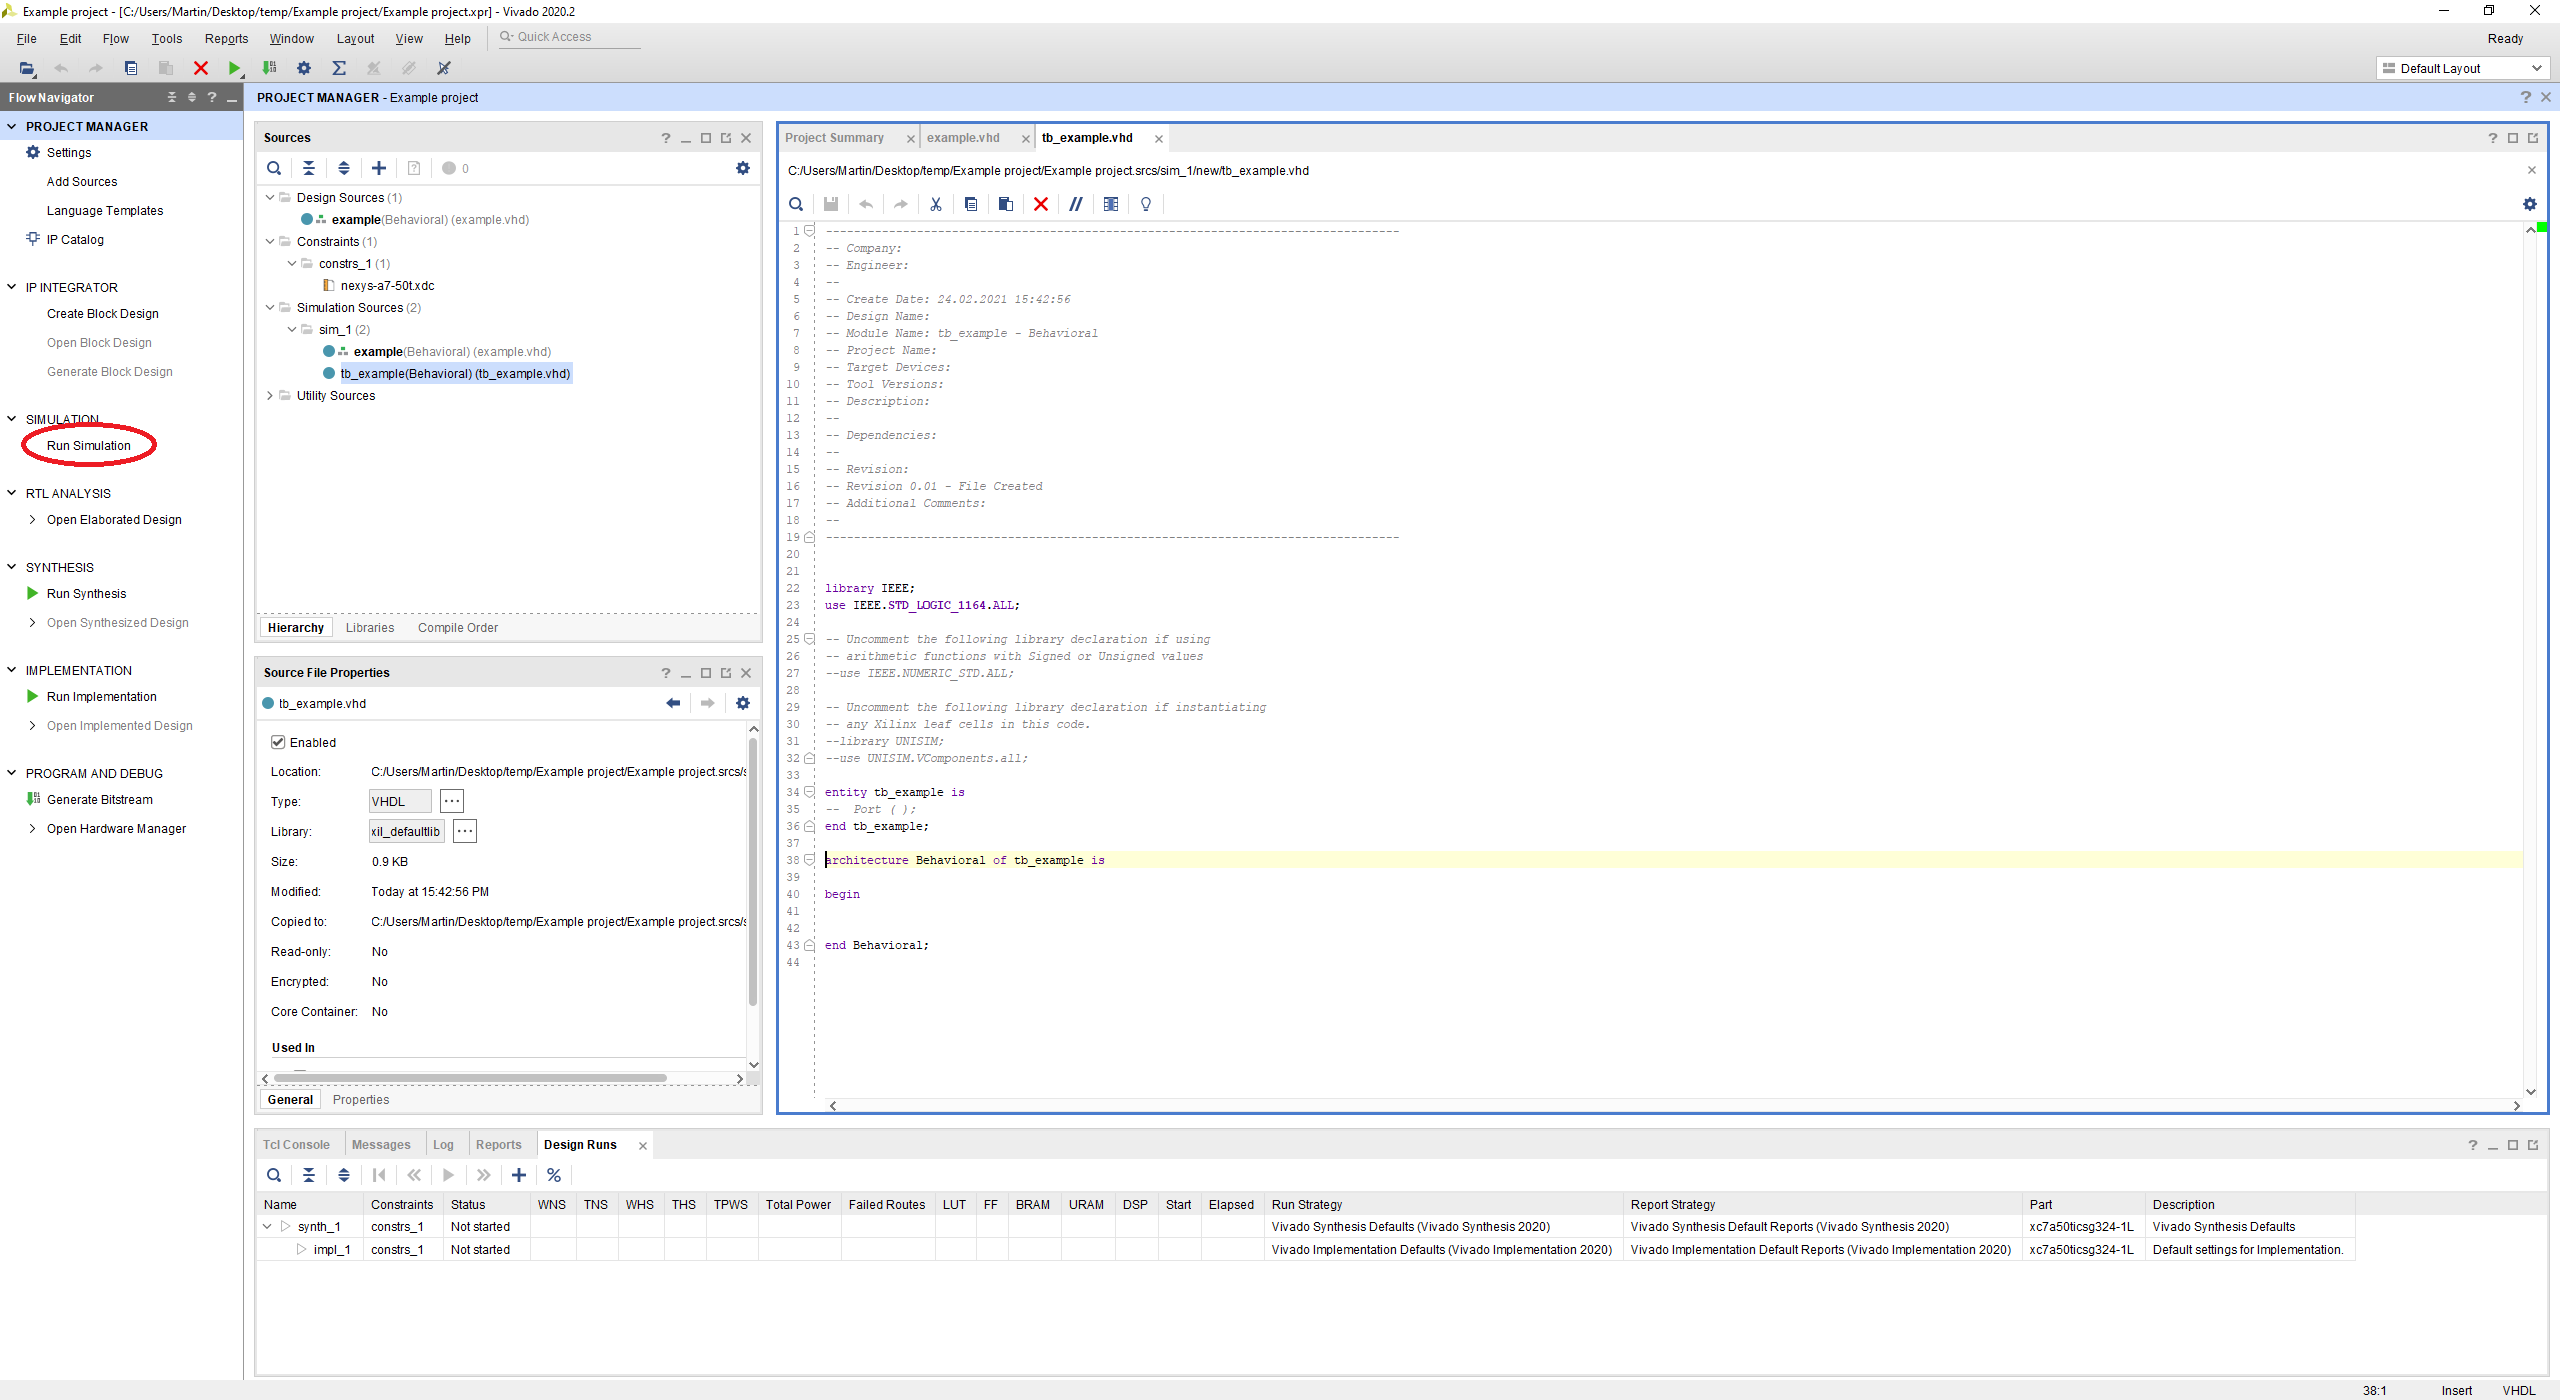 Example project - [C:/Users/Martin/Desktop/temp/Example project/Example project.xpr] - Vivado 2020.2
File Edit Flow Tools Reports Window Layout View Help Quick Access
Ready
Default Layout
Flow Navigator
PROJECT MANAGER
Settings
Add Sources
Language Templates
IP Catalog
IP INTEGRATOR
Create Block Design
Open Block Design
Generate Block Design
SIMULATION
Run Simulation
RTL ANALYSIS
Open Elaborated Design
SYNTHESIS
Run Synthesis
Open Synthesized Design
IMPLEMENTATION
Run Implementation
Open Implemented Design
PROGRAM AND DEBUG
Generate Bitstream
Open Hardware Manager
PROJECT MANAGER - Example project
Sources
0
Design Sources (1)
example(Behavioral) (example.vhd)
Constraints (1)
constrs_1 (1)
nexys-a7-50t.xdc
Simulation Sources (2)
sim_1 (2)
example(Behavioral) (example.vhd)
tb_example(Behavioral) (tb_example.vhd)
Utility Sources
Hierarchy Libraries Compile Order
Source File Properties
tb_example.vhd
Enabled
Location: C:/Users/Martin/Desktop/temp/Example project/Example project.srcs/s
Type: VHDL ...
Library: xil_defaultlib ...
Size: 0.9 KB
Modified: Today at 15:42:56 PM
Copied to: C:/Users/Martin/Desktop/temp/Example project/Example project.srcs/s
Read-only: No
Encrypted: No
Core Container: No
Used In
General Properties
Project Summary example.vhd tb_example.vhd
C:/Users/Martin/Desktop/temp/Example project/Example project.srcs/sim_1/new/tb_example.vhd
1 ----------------------------------------------------------------------------------
2 -- Company:
3 -- Engineer:
4 --
5 -- Create Date: 24.02.2021 15:42:56
6 -- Design Name:
7 -- Module Name: tb_example - Behavioral
8 -- Project Name:
9 -- Target Devices:
10 -- Tool Versions:
11 -- Description:
12 --
13 -- Dependencies:
14 --
15 -- Revision:
16 -- Revision 0.01 - File Created
17 -- Additional Comments:
18 --
19 ----------------------------------------------------------------------------------
20
21
22 library IEEE;
23 use IEEE.STD_LOGIC_1164.ALL;
24
25 -- Uncomment the following library declaration if using
26 -- arithmetic functions with Signed or Unsigned values
27 --use IEEE.NUMERIC_STD.ALL;
28
29 -- Uncomment the following library declaration if instantiating
30 -- any Xilinx leaf cells in this code.
31 --library UNISIM;
32 --use UNISIM.VComponents.all;
33
34 entity tb_example is
35 --  Port ( );
36 end tb_example;
37
38 architecture Behavioral of tb_example is
39
40 begin
41
42
43 end Behavioral;
44
Tcl Console Messages Log Reports Design Runs
Name Constraints Status WNS TNS WHS THS TPWS Total Power Failed Routes LUT FF BRAM URAM DSP Start Elapsed Run Strategy Report Strategy Part Description
synth_1 constrs_1 Not started Vivado Synthesis Defaults (Vivado Synthesis 2020) Vivado Synthesis Default Reports (Vivado Synthesis 2020) xc7a50ticsg324-1L Vivado Synthesis Defaults
impl_1 constrs_1 Not started Vivado Implementation Defaults (Vivado Implementation 2020) Vivado Implementation Default Reports (Vivado Implementation 2020) xc7a50ticsg324-1L Default settings for Implementation.
38:1 Insert VHDL